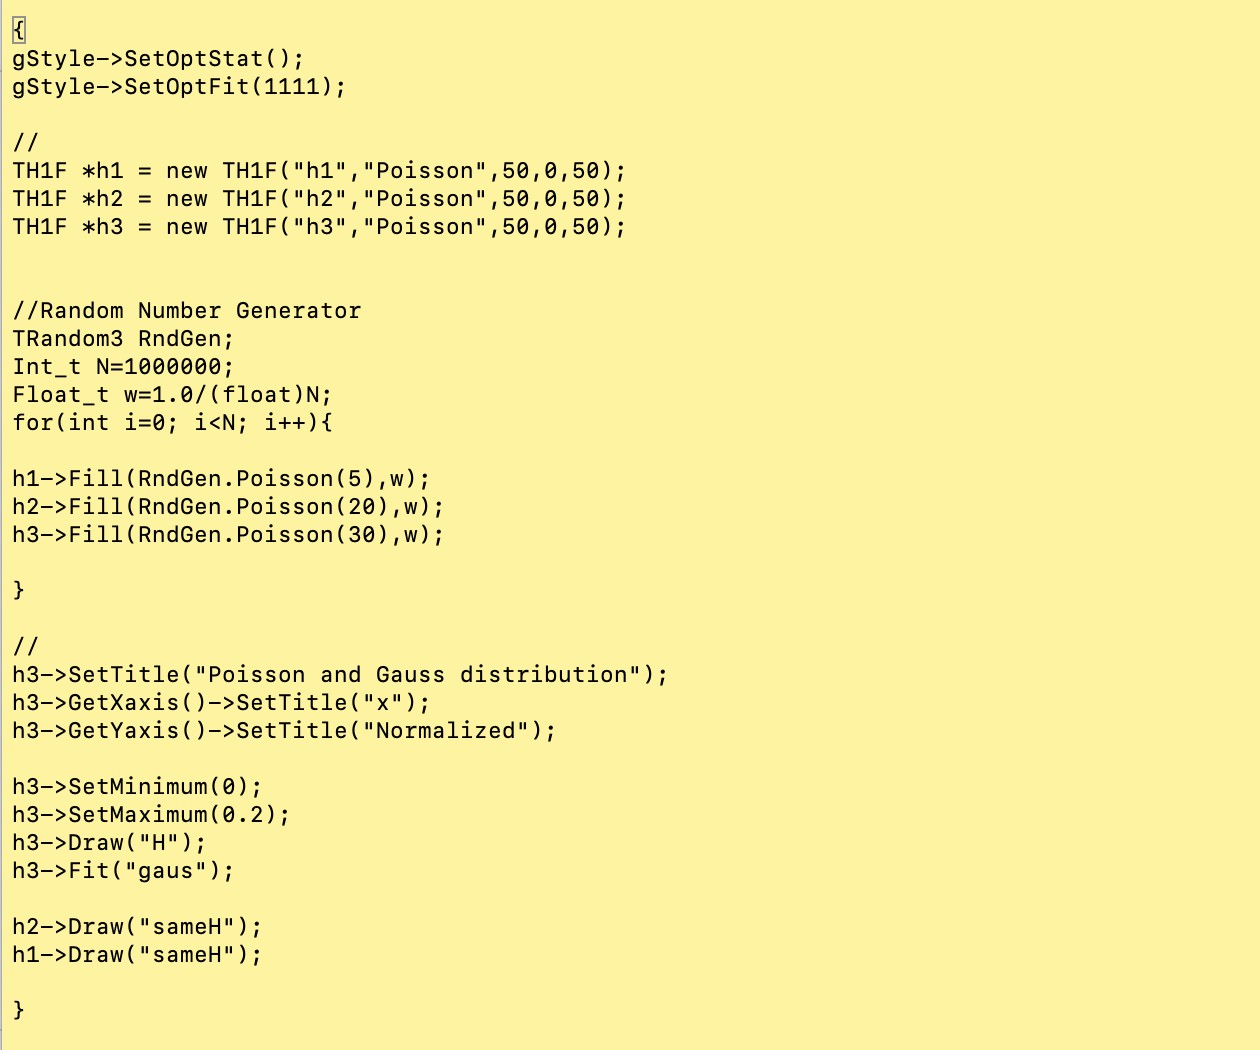 {
gStyle->SetOptStat();
gStyle->SetOptFit(1111);
//
TH1F *h1 = new TH1F("h1","Poisson",50,0,50);
TH1F *h2 = new TH1F("h2","Poisson",50,0,50);
TH1F *h3 = new TH1F("h3","Poisson",50,0,50);
//Random Number Generator
TRandom3 RndGen;
Int_t N=1000000;
Float_t w=1.0/(float)N;
for(int i=0; i<N; i++){
h1->Fill(RndGen.Poisson(5),w);
h2->Fill(RndGen.Poisson(20),w);
h3->Fill(RndGen.Poisson(30),w);
}
//
h3->SetTitle("Poisson and Gauss distribution");
h3->GetXaxis()->SetTitle("x");
h3->GetYaxis()->SetTitle("Normalized");
h3->SetMinimum(0);
h3->SetMaximum(0.2);
h3->Draw("H");
h3->Fit("gaus");
h2->Draw("sameH");
h1->Draw("sameH");
}